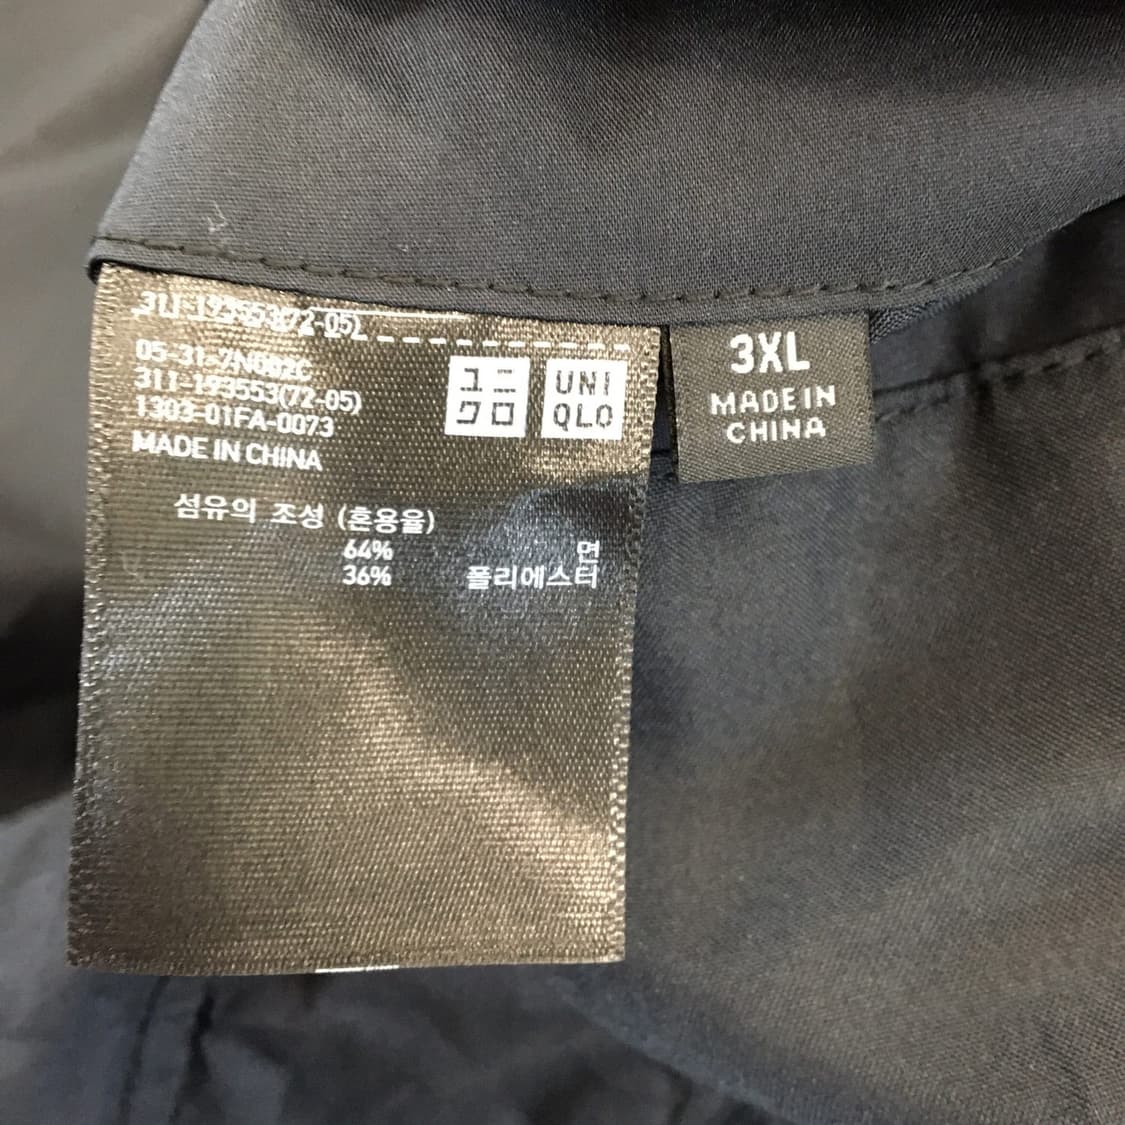 311-193553(72-05)
05-31-7N002C
311-193553(72-05)
1303-01FA-0073
MADE IN CHINA
ユニ
クロ
UNI
QLO
섬유의 조성 (혼용율)
64% 면
36% 폴리에스터
3XL
MADE IN
CHINA